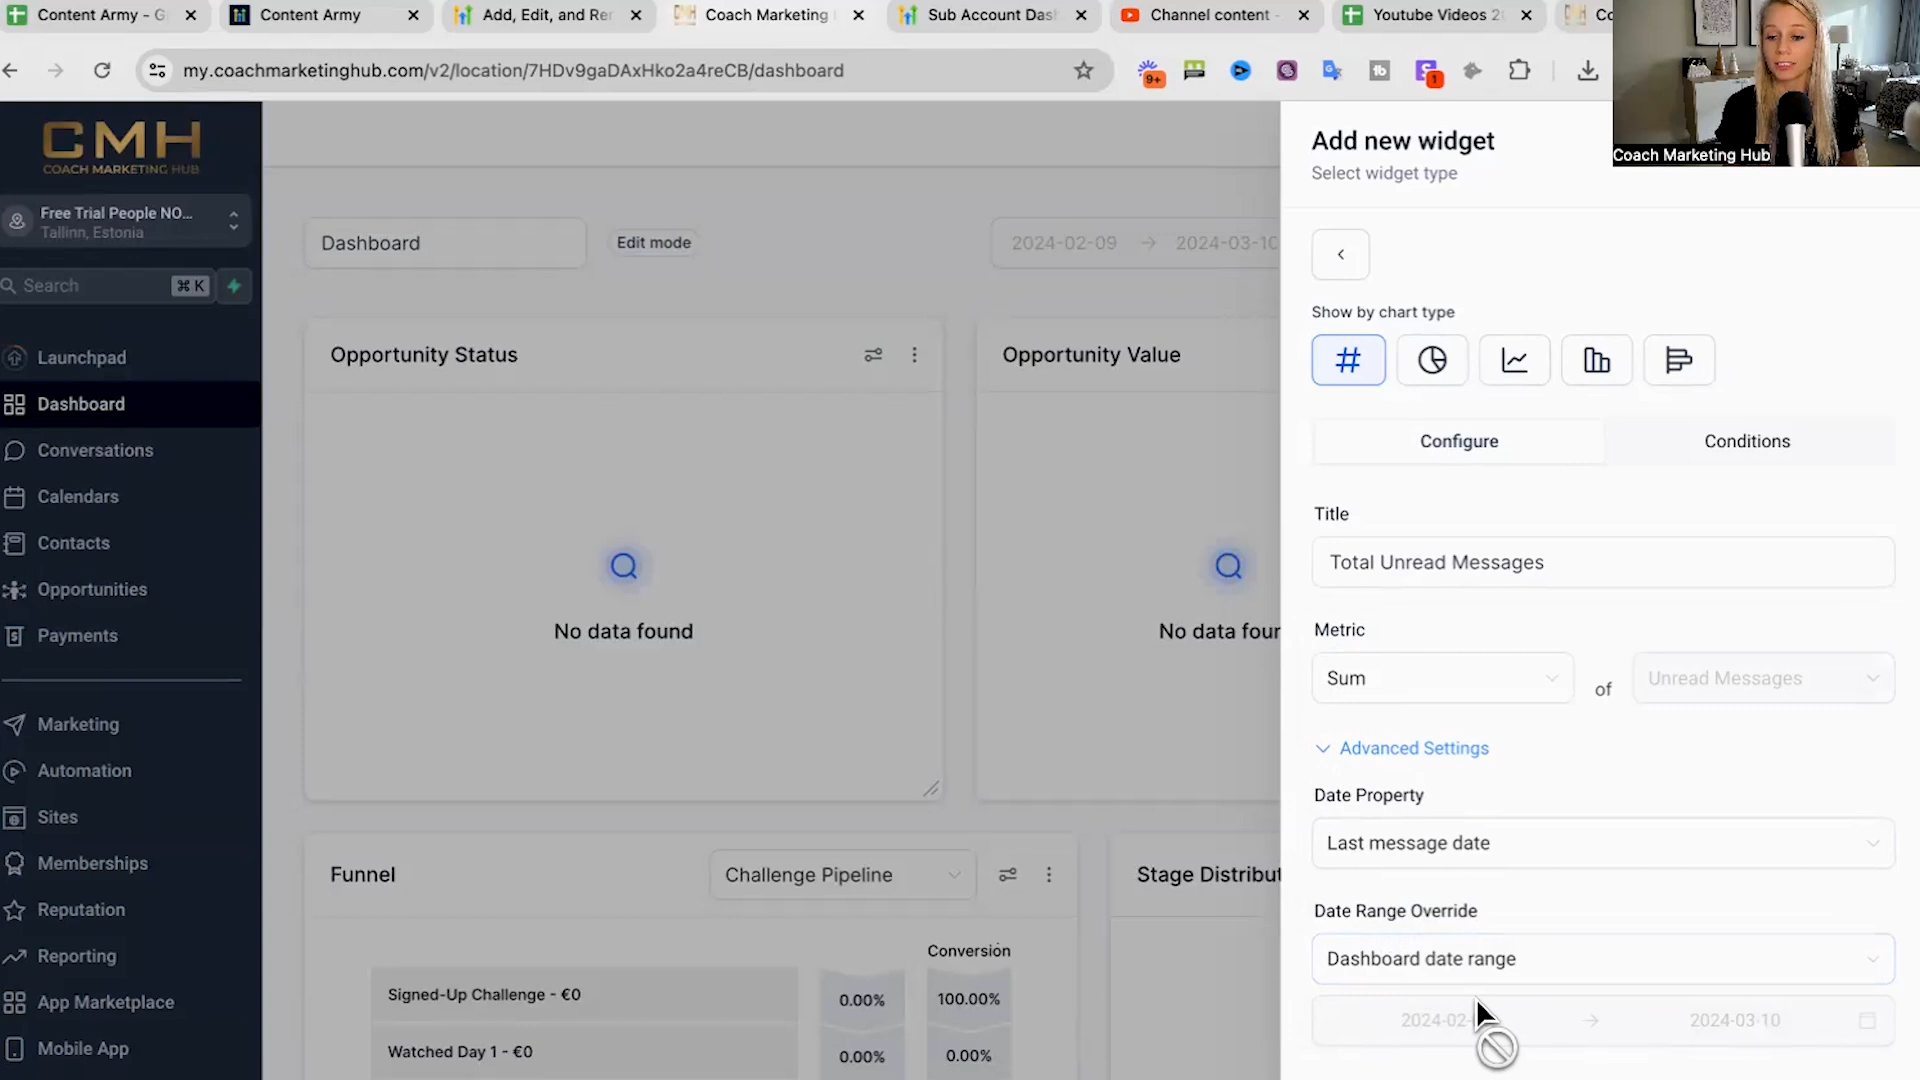 Content Army - G
Content Army
Add, Edit, and Rer
Coach Marketing
Sub Account Das
Channel content -
Youtube Videos 2
Co
my.coachmarketinghub.com/v2/location/7HDv9gaDAxHko2a4reCB/dashboard
9+
1
Coach Marketing Hub
CMH
COACH MARKETING HUB
Free Trial People NO...
Tallinn, Estonia
Search
⌘ K
Launchpad
Dashboard
Conversations
Calendars
Contacts
Opportunities
Payments
Marketing
Automation
Sites
Memberships
Reputation
Reporting
App Marketplace
Mobile App
Dashboard
Edit mode
2024-02-09 → 2024-03-10
Opportunity Status
No data found
Opportunity Value
No data four
Funnel
Challenge Pipeline
Conversion
Signed-Up Challenge - €0
0.00%
100.00%
Watched Day 1 - €0
0.00%
0.00%
Stage Distribut
Add new widget
Select widget type
Show by chart type
Configure
Conditions
Title
Total Unread Messages
Metric
Sum
of
Unread Messages
Advanced Settings
Date Property
Last message date
Date Range Override
Dashboard date range
2024-02- → 2024-03-10